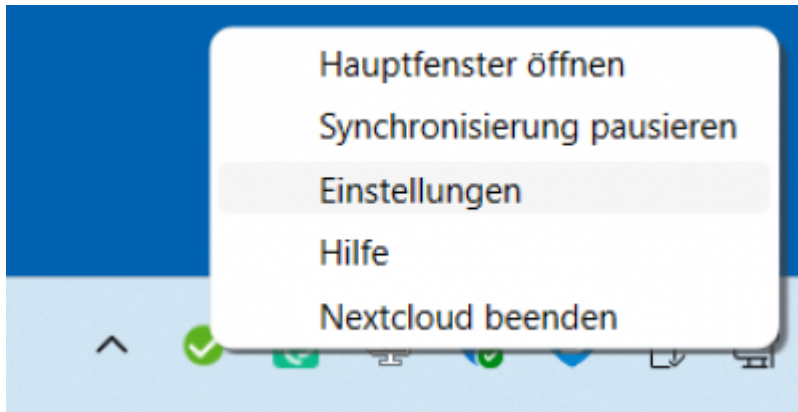 Hauptfenster öffnen
Synchronisierung pausieren
Einstellungen
Hilfe
Nextcloud beenden